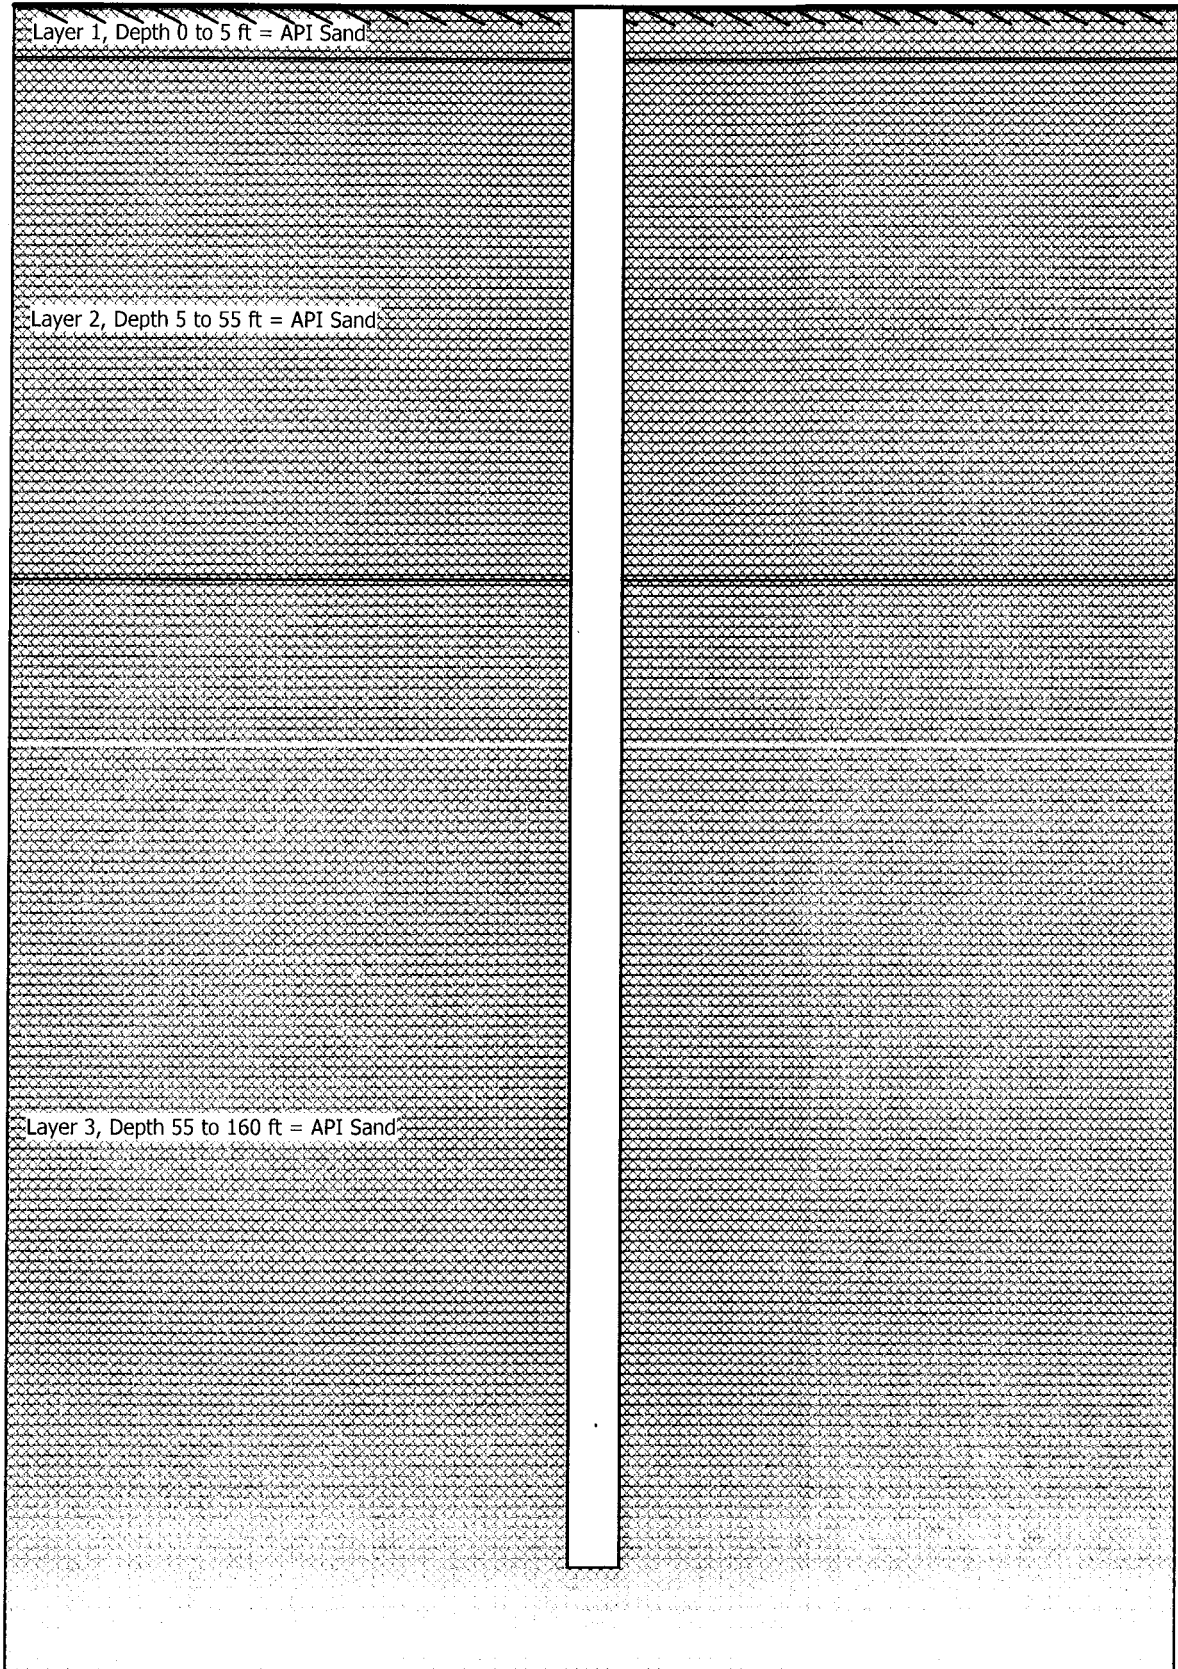 Layer 1, Depth 0 to 5 ft = API Sand
Layer 2, Depth 5 to 55 ft = API Sand
Layer 3, Depth 55 to 160 ft = API Sand